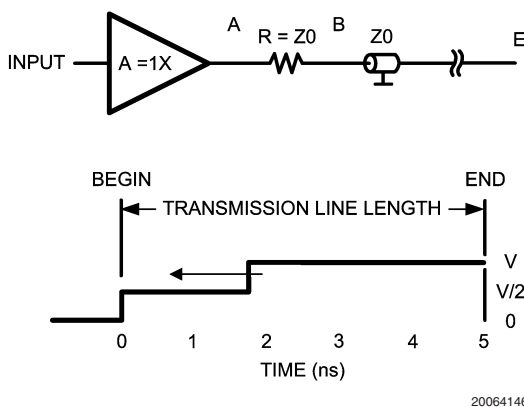 A R = Z0 B Z0 E
INPUT A =1X
BEGIN END
TRANSMISSION LINE LENGTH
V
V/2
0
0 1 2 3 4 5
TIME (ns)
20064146